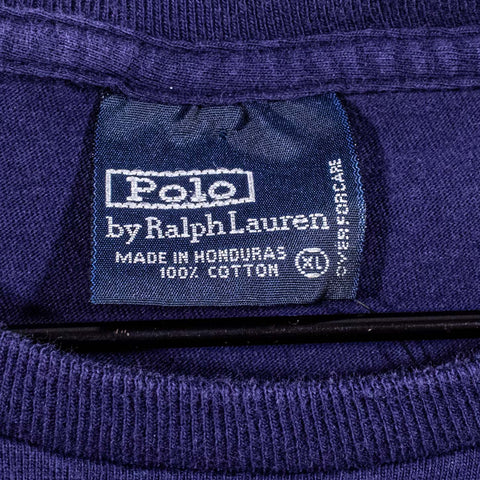 Polo
by Ralph Lauren
MADE IN HONDURAS
100% COTTON
XL
OVER FOR CARE